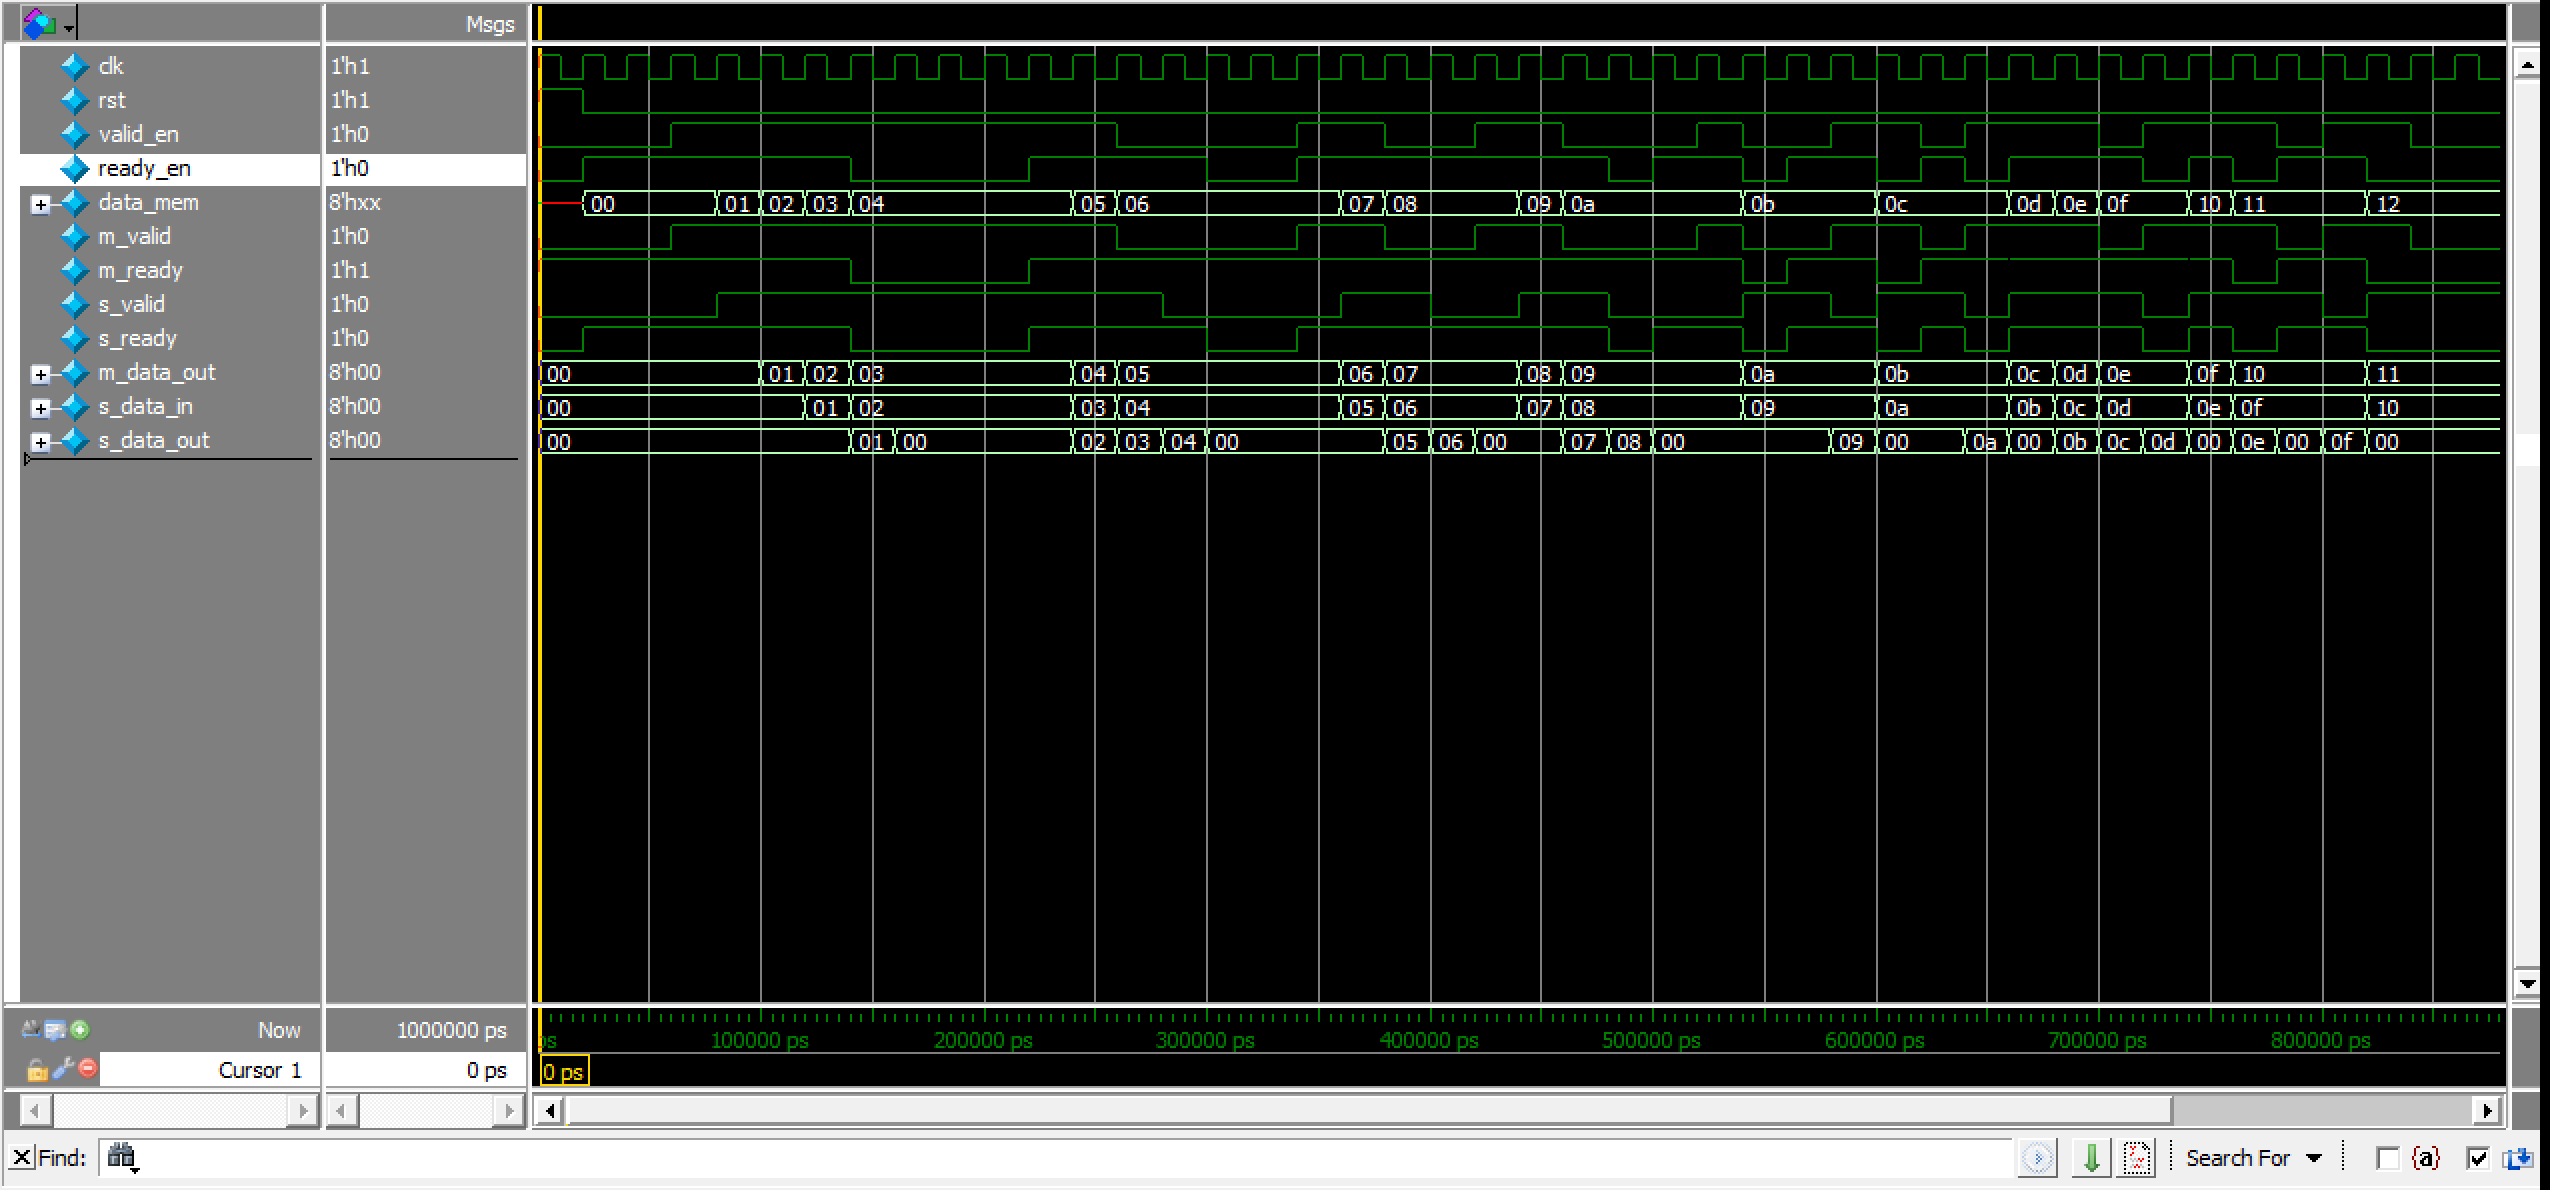 Msgs
clk 1'h1
rst 1'h1
valid_en 1'h0
ready_en 1'h0
data_mem 8'hxx 00 01 02 03 04 05 06 07 08 09 0a 0b 0c 0d 0e 0f 10 11 12
m_valid 1'h0
m_ready 1'h1
s_valid 1'h0
s_ready 1'h0
m_data_out 8'h00 00 01 02 03 04 05 06 07 08 09 0a 0b 0c 0d 0e 0f 10 11
s_data_in 8'h00 00 01 02 03 04 05 06 07 08 09 0a 0b 0c 0d 0e 0f 10
s_data_out 8'h00 00 01 00 02 03 04 00 05 06 00 07 08 00 09 00 0a 00 0b 0c 0d 00 0e 00 0f 00
Now 1000000 ps ps 100000 ps 200000 ps 300000 ps 400000 ps 500000 ps 600000 ps 700000 ps 800000 ps
Cursor 1 0 ps 0 ps
Find: Search For {a}